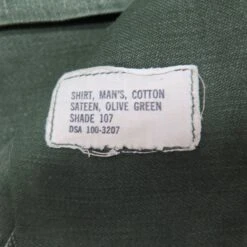 SHIRT, MAN'S, COTTON
SATEEN, OLIVE GREEN
SHADE 107
DSA 100-3207